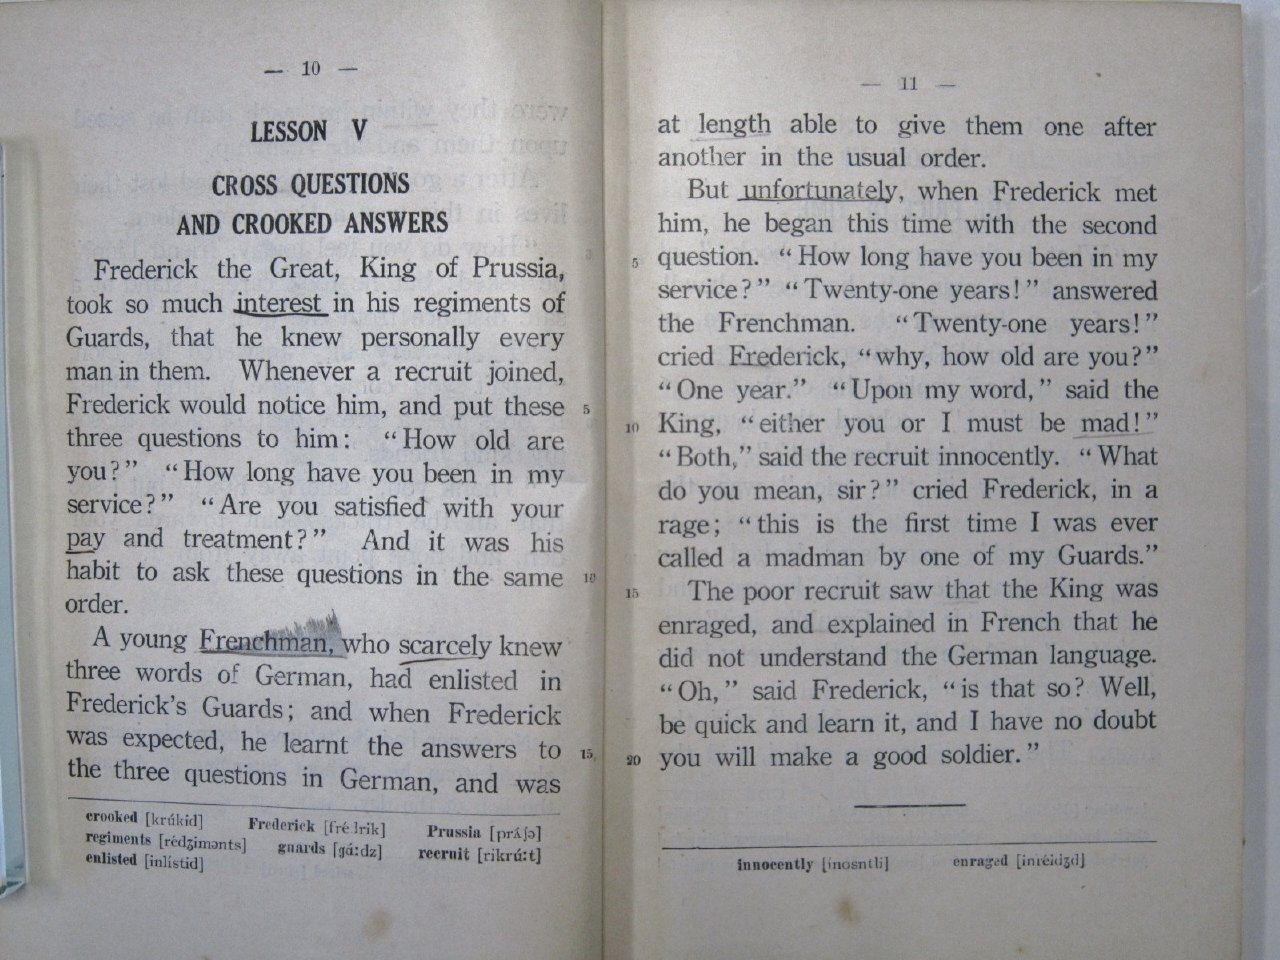 — 10 —
LESSON V
CROSS QUESTIONS
AND CROOKED ANSWERS
Frederick the Great, King of Prussia,
took so much interest in his regiments of
Guards, that he knew personally every
man in them. Whenever a recruit joined,
Frederick would notice him, and put these 5
three questions to him: “How old are
you?” “How long have you been in my
service?” “Are you satisfied with your
pay and treatment?” And it was his
habit to ask these questions in the same 10
order.
A young Frenchman, who scarcely knew
three words of German, had enlisted in
Frederick's Guards; and when Frederick
was expected, he learnt the answers to 15
the three questions in German, and was
crooked [krúkid] Frederick [frédrik] Prussia [prʌ́ʃə]
regiments [rédʒimənts] guards [gá:dz] recruit [rikrú:t]
enlisted [inlístid]
— 11 —
at length able to give them one after
another in the usual order.
But unfortunately, when Frederick met
him, he began this time with the second
5 question. “How long have you been in my
service?” “Twenty-one years!” answered
the Frenchman. “Twenty-one years!”
cried Frederick, “why, how old are you?”
“One year.” “Upon my word,” said the
10 King, “either you or I must be mad!”
“Both,” said the recruit innocently. “What
do you mean, sir?” cried Frederick, in a
rage; “this is the first time I was ever
called a madman by one of my Guards.”
15 The poor recruit saw that the King was
enraged, and explained in French that he
did not understand the German language.
“Oh,” said Frederick, “is that so? Well,
be quick and learn it, and I have no doubt
20 you will make a good soldier.”
innocently [ínosntli] enraged [inréidʒd]